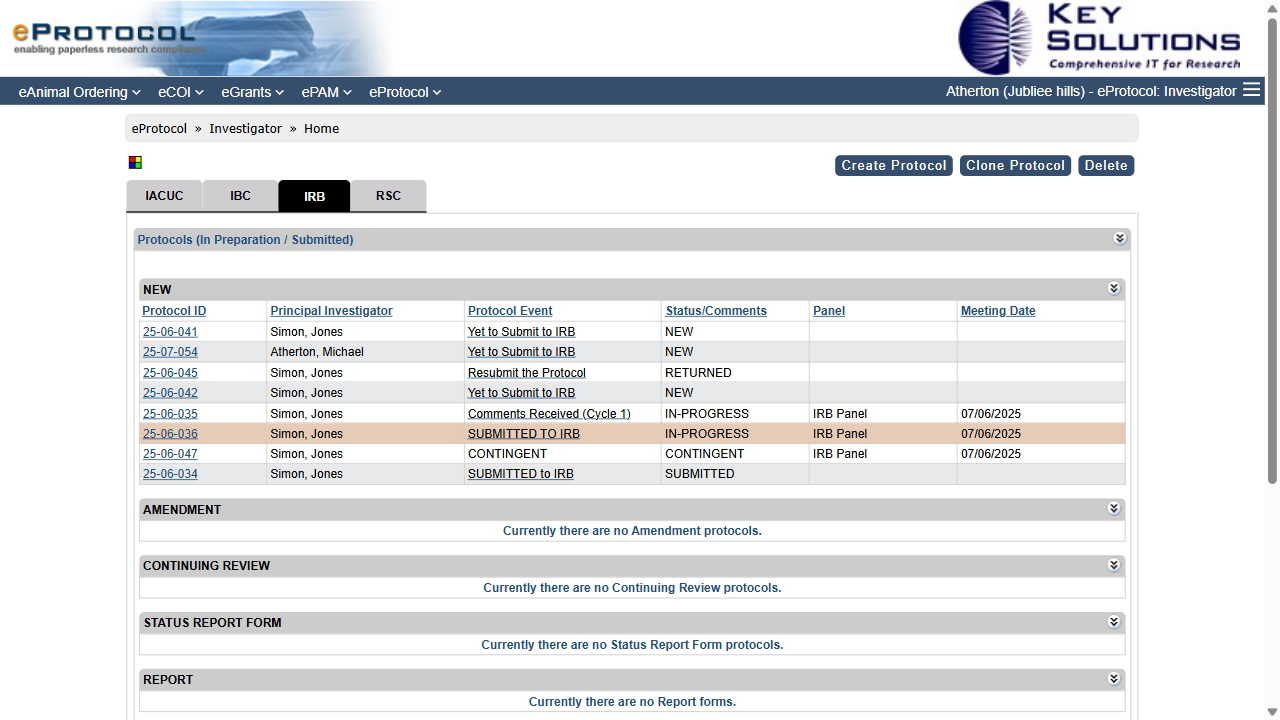 ePROTOCOL
enabling paperless research compliance
KEY SOLUTIONS
Comprehensive IT for Research
eAnimal Ordering eCOI eGrants ePAM eProtocol Atherton (Jubliee hills) - eProtocol: Investigator
eProtocol » Investigator » Home
Create Protocol Clone Protocol Delete
IACUC IBC IRB RSC
Protocols (In Preparation / Submitted)
NEW
Protocol ID Principal Investigator Protocol Event Status/Comments Panel Meeting Date
25-06-041 Simon, Jones Yet to Submit to IRB NEW
25-07-054 Atherton, Michael Yet to Submit to IRB NEW
25-06-045 Simon, Jones Resubmit the Protocol RETURNED
25-06-042 Simon, Jones Yet to Submit to IRB NEW
25-06-035 Simon, Jones Comments Received (Cycle 1) IN-PROGRESS IRB Panel 07/06/2025
25-06-036 Simon, Jones SUBMITTED TO IRB IN-PROGRESS IRB Panel 07/06/2025
25-06-047 Simon, Jones CONTINGENT CONTINGENT IRB Panel 07/06/2025
25-06-034 Simon, Jones SUBMITTED to IRB SUBMITTED
AMENDMENT
Currently there are no Amendment protocols.
CONTINUING REVIEW
Currently there are no Continuing Review protocols.
STATUS REPORT FORM
Currently there are no Status Report Form protocols.
REPORT
Currently there are no Report forms.